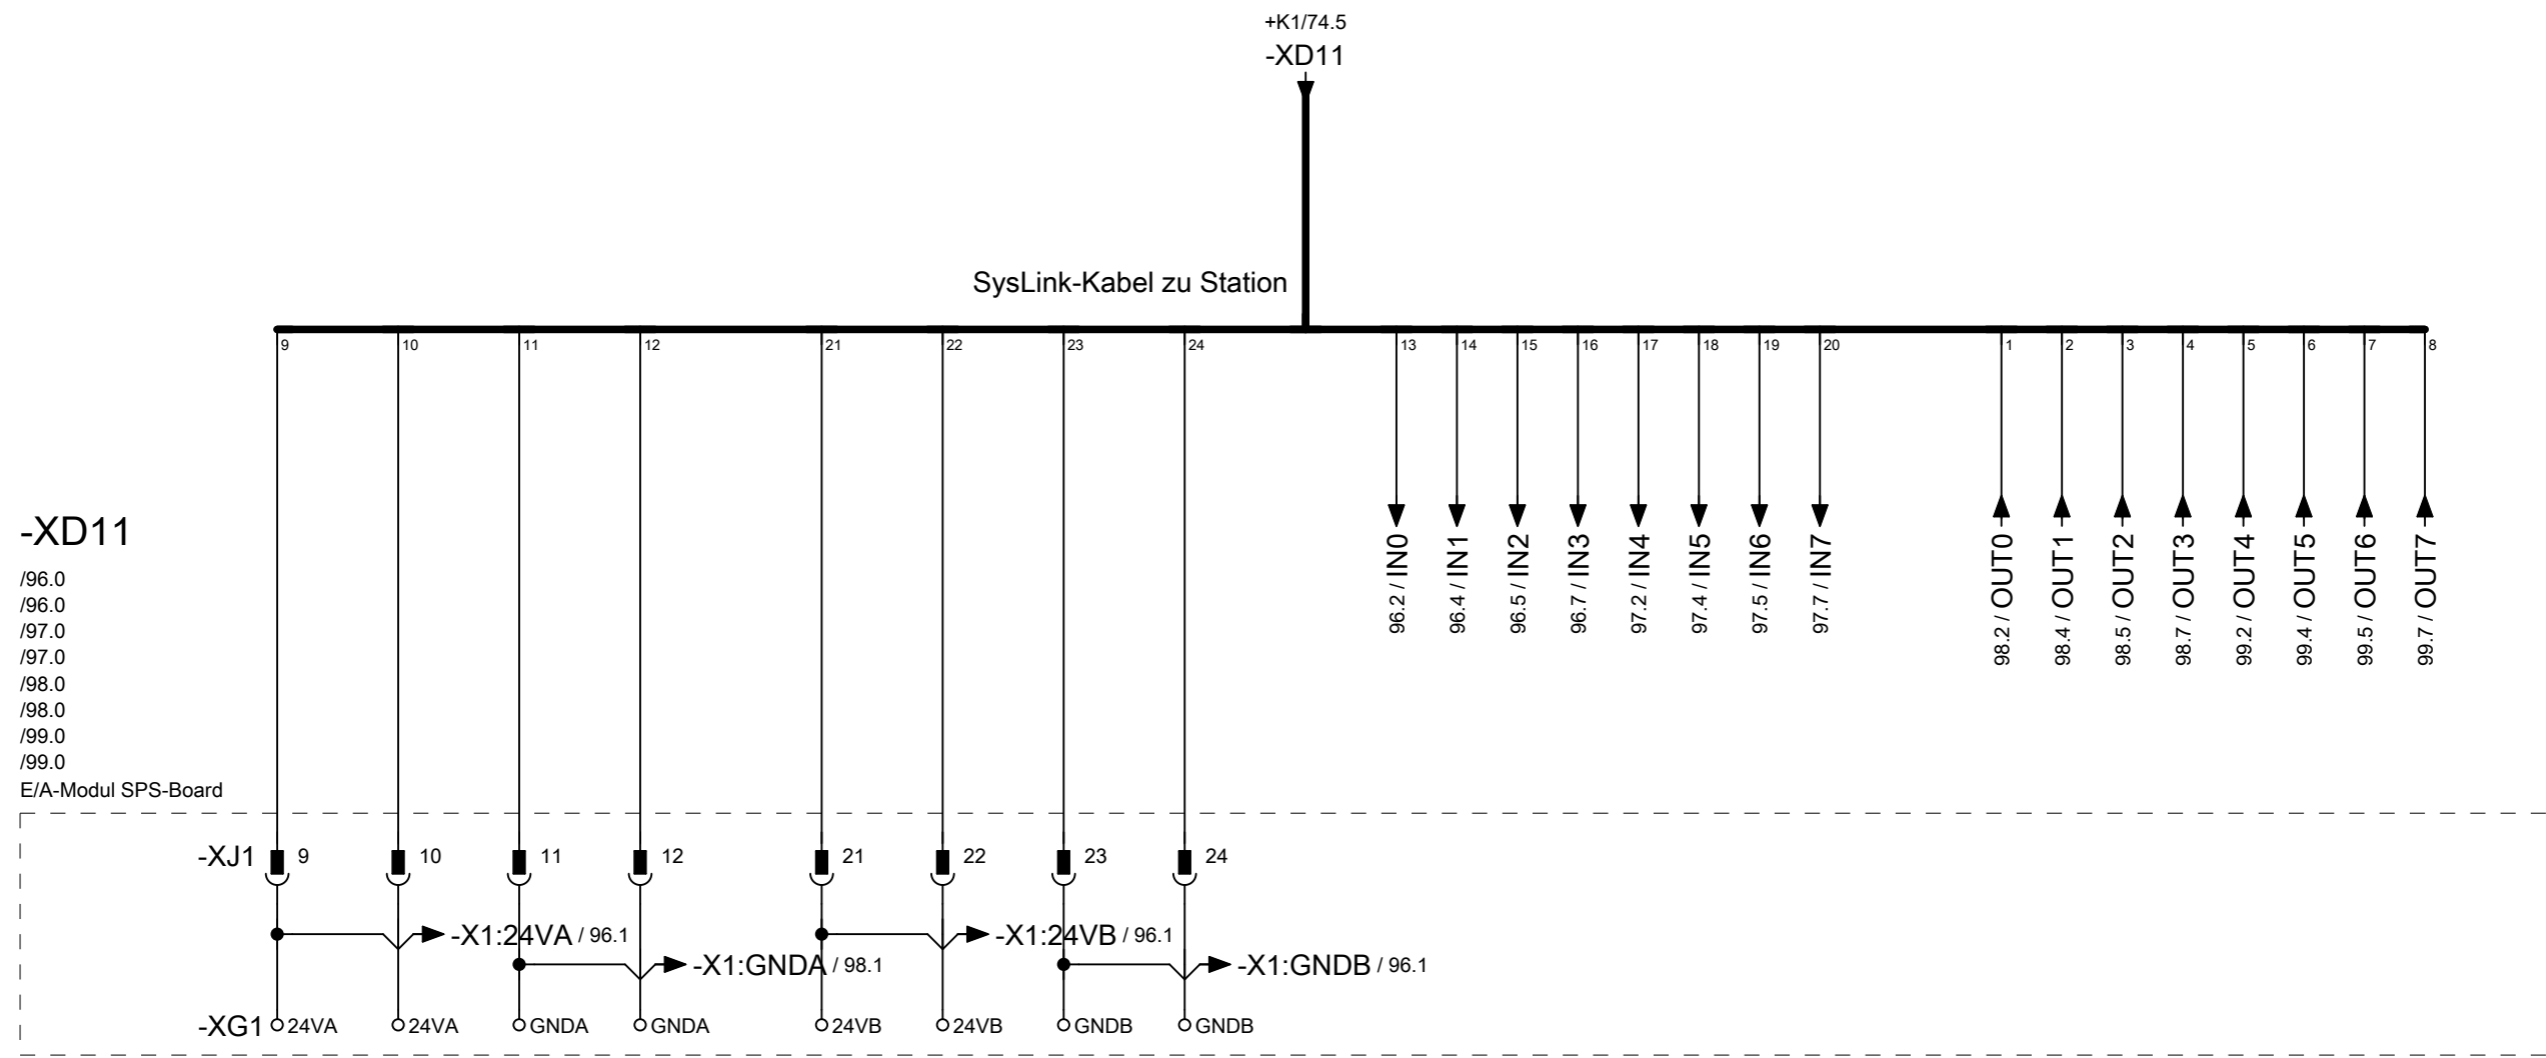 +K1/74.5
-XD11
SysLink-Kabel zu Station
9 10 11 12 21 22 23 24 13 14 15 16 17 18 19 20 1 2 3 4 5 6 7 8
96.2 / IN0
96.4 / IN1
96.5 / IN2
96.7 / IN3
97.2 / IN4
97.4 / IN5
97.5 / IN6
97.7 / IN7
98.2 / OUT0
98.4 / OUT1
98.5 / OUT2
98.7 / OUT3
99.2 / OUT4
99.4 / OUT5
99.5 / OUT6
99.7 / OUT7
-XD11
/96.0
/96.0
/97.0
/97.0
/98.0
/98.0
/99.0
/99.0
E/A-Modul SPS-Board
-XJ1 9 10 11 12 21 22 23 24
-X1:24VA / 96.1 -X1:24VB / 96.1
-X1:GNDA / 98.1 -X1:GNDB / 96.1
-XG1 24VA 24VA GNDA GNDA 24VB 24VB GNDB GNDB